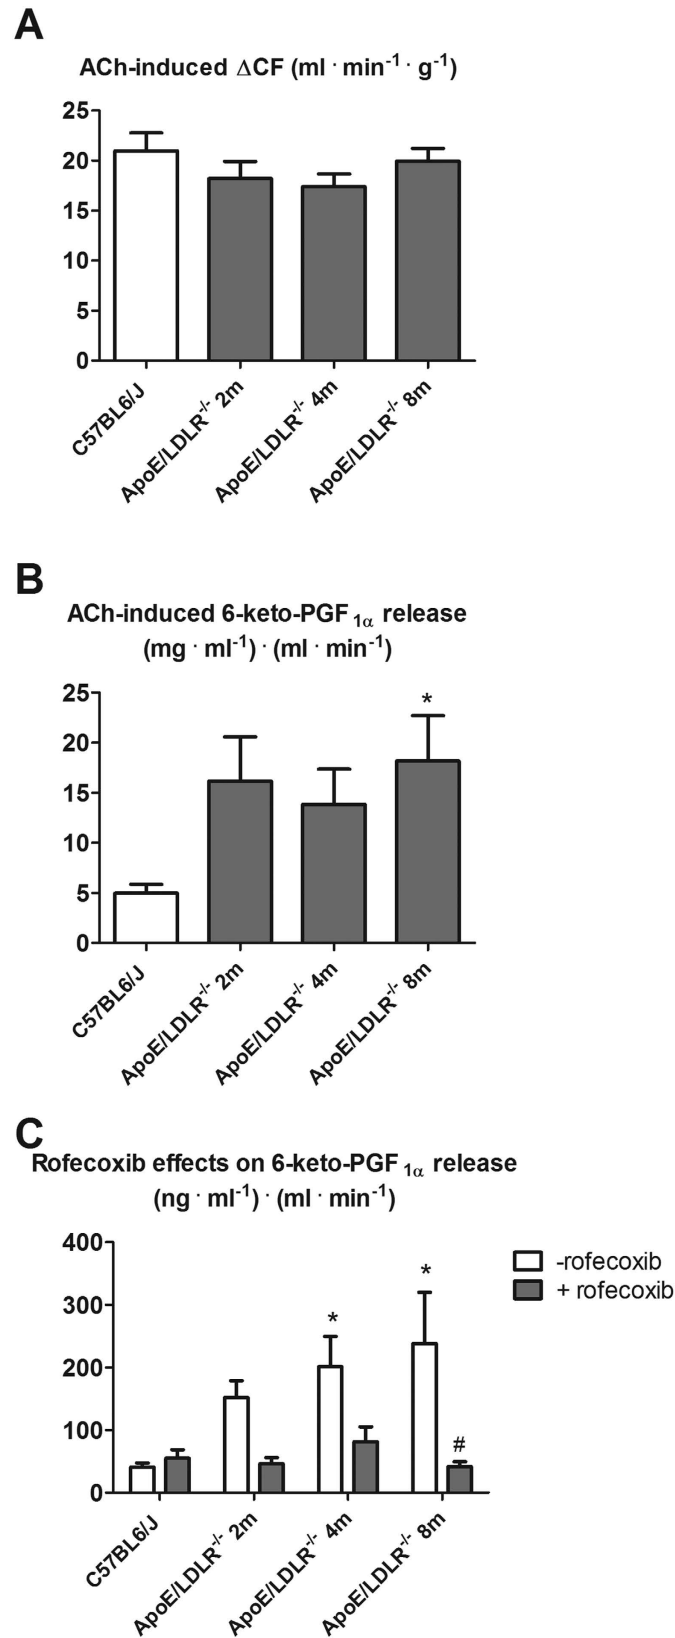 A
ACh-induced ΔCF (ml · min⁻¹ · g⁻¹)
25
20
15
10
5
0
C57BL6/J
ApoE/LDLR⁻/⁻ 2m
ApoE/LDLR⁻/⁻ 4m
ApoE/LDLR⁻/⁻ 8m
B
ACh-induced 6-keto-PGF 1α release
(mg · ml⁻¹) · (ml · min⁻¹)
25
20
15
10
5
0
*
C57BL6/J
ApoE/LDLR⁻/⁻ 2m
ApoE/LDLR⁻/⁻ 4m
ApoE/LDLR⁻/⁻ 8m
C
Rofecoxib effects on 6-keto-PGF 1α release
(ng · ml⁻¹) · (ml · min⁻¹)
400
300
200
100
0
*
*
#
-rofecoxib
+ rofecoxib
C57BL6/J
ApoE/LDLR⁻/⁻ 2m
ApoE/LDLR⁻/⁻ 4m
ApoE/LDLR⁻/⁻ 8m